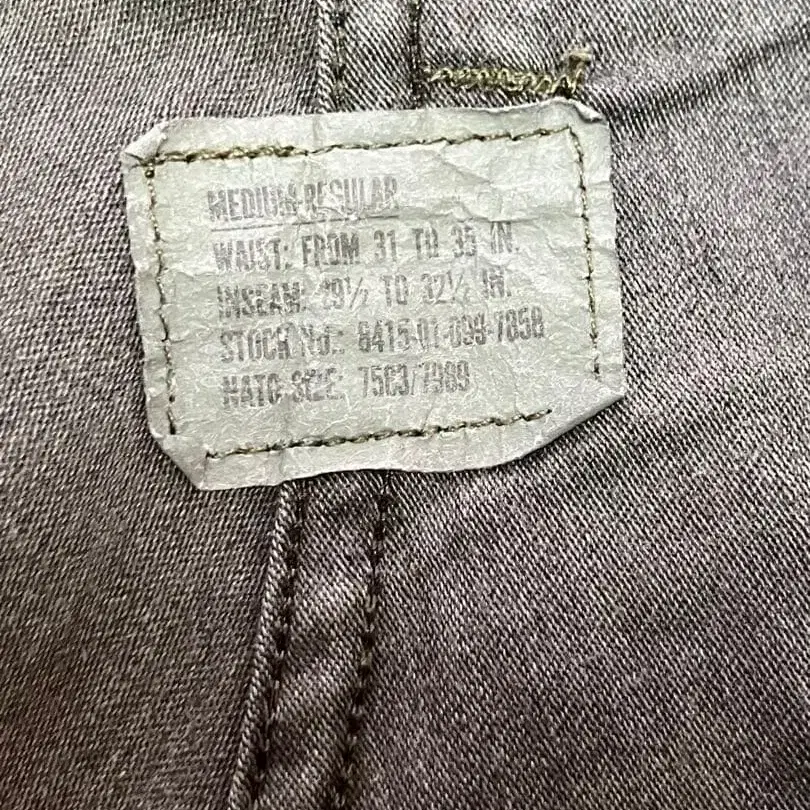 MEDIUM-REGULAR
WAIST: FROM 31 TO 35 IN.
INSEAM: 29½ TO 32½ IN.
STOCK No.: 8415-01-099-7858
NATO SIZE: 7583/7989